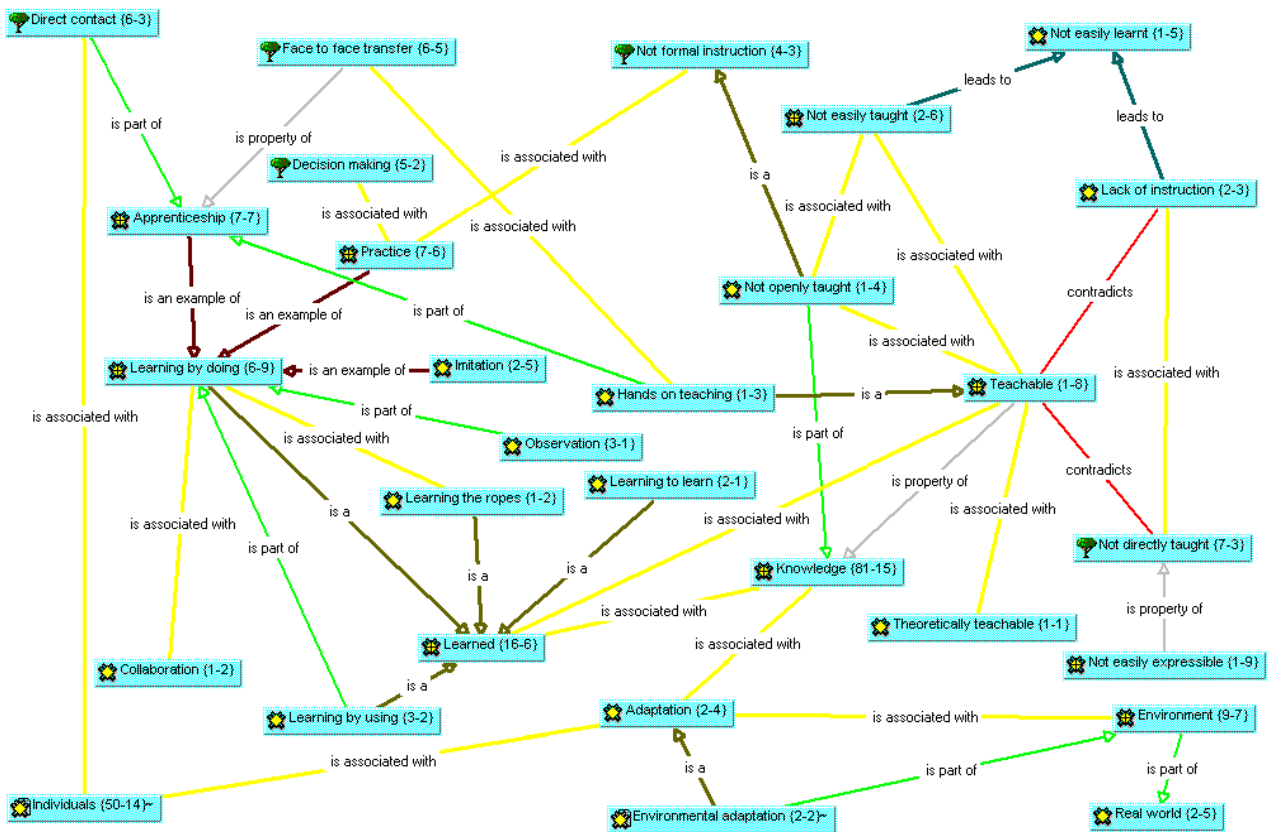 Direct contact {6-3}
Face to face transfer {6-5}
Not formal instruction {4-3}
Not easily learnt {1-5}
leads to
Not easily taught {2-6}
leads to
is part of
is property of
is associated with
Decision making {5-2}
is a
Lack of instruction {2-3}
Apprenticeship {7-7}
is associated with
is associated with
is associated with
Practice {7-6}
is associated with
Not openly taught {1-4}
contradicts
is an example of
is an example of
is part of
is associated with
Learning by doing {6-9}
is an example of
Imitation {2-5}
is associated with
Hands on teaching {1-3}
is a
Teachable {1-8}
is associated with
is part of
is associated with
Observation {3-1}
is part of
contradicts
Learning to learn {2-1}
is property of
Learning the ropes {1-2}
is a
is associated with
is associated with
is associated with
is part of
Not directly taught {7-3}
is a
is a
Knowledge {81-15}
is property of
is associated with
Theoretically teachable {1-1}
Learned {16-6}
is associated with
Collaboration {1-2}
Not easily expressible {1-9}
is a
Learning by using {3-2}
Adaptation {2-4}
is associated with
Environment {9-7}
is associated with
is a
is part of
is part of
Individuals {50-14}~
Environmental adaptation {2-2}~
Real world {2-5}